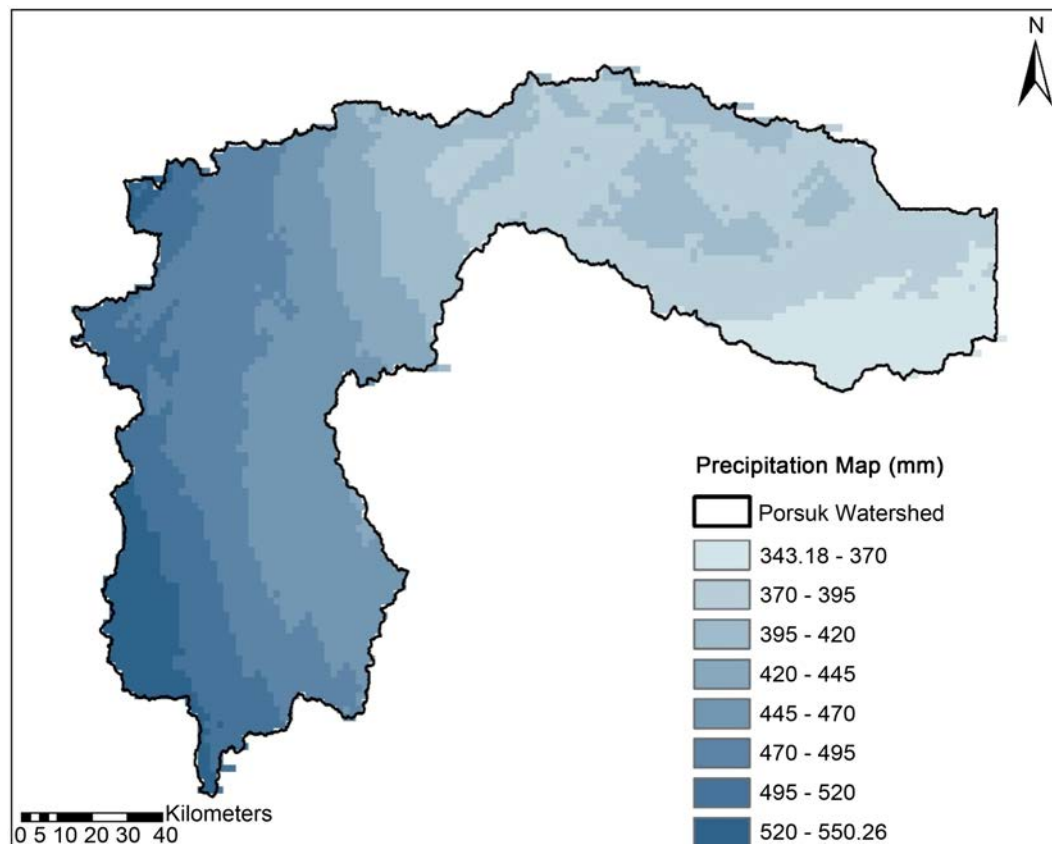 N
Precipitation Map (mm)
Porsuk Watershed
343.18 - 370
370 - 395
395 - 420
420 - 445
445 - 470
470 - 495
495 - 520
520 - 550.26
Kilometers
0 5 10 20 30 40